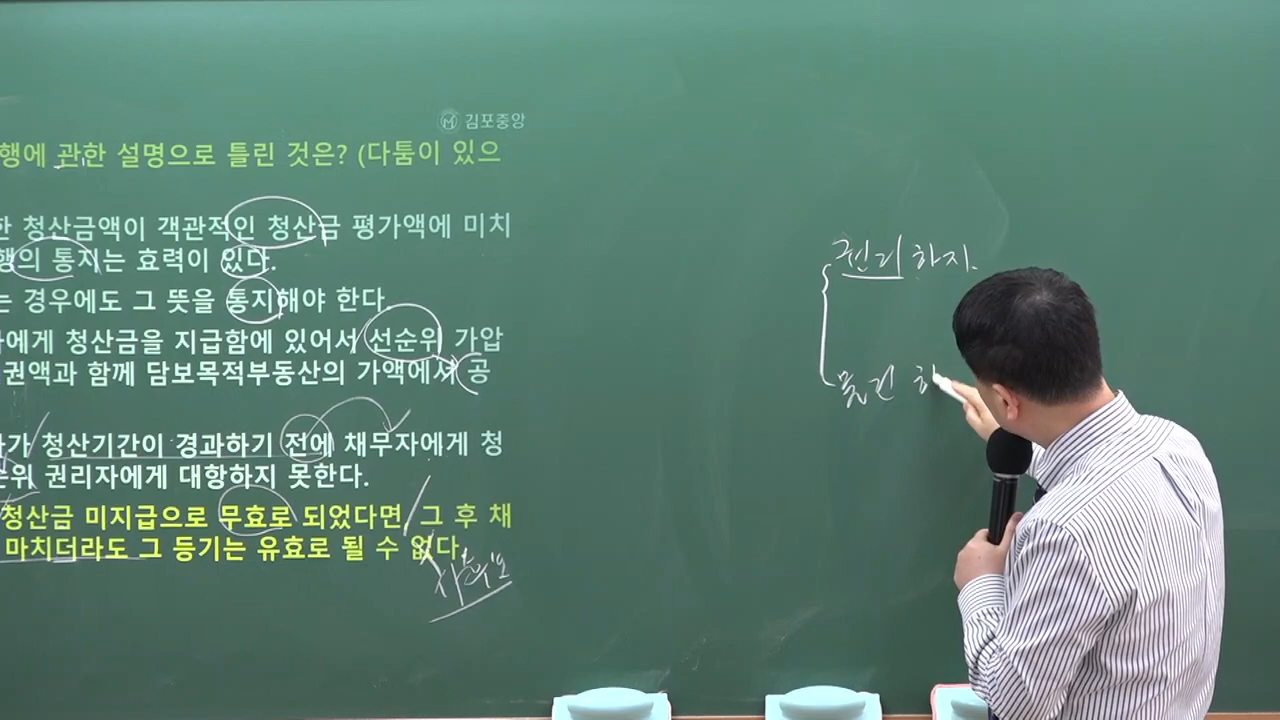 김포중앙
행에 관한 설명으로 틀린 것은? (다툼이 있으
한 청산금액이 객관적인 청산금 평가액에 미치
행의 통지는 효력이 있다.
는 경우에도 그 뜻을 통지해야 한다.
에게 청산금을 지급함에 있어서 선순위 가압
권액과 함께 담보목적부동산의 가액에서 공
가 청산기간이 경과하기 전에 채무자에게 청
순위 권리자에게 대항하지 못한다.
청산금 미지급으로 무효로 되었다면, 그 후 채
마치더라도 그 등기는 유효로 될 수 없다.
권리 하자.
물건 하